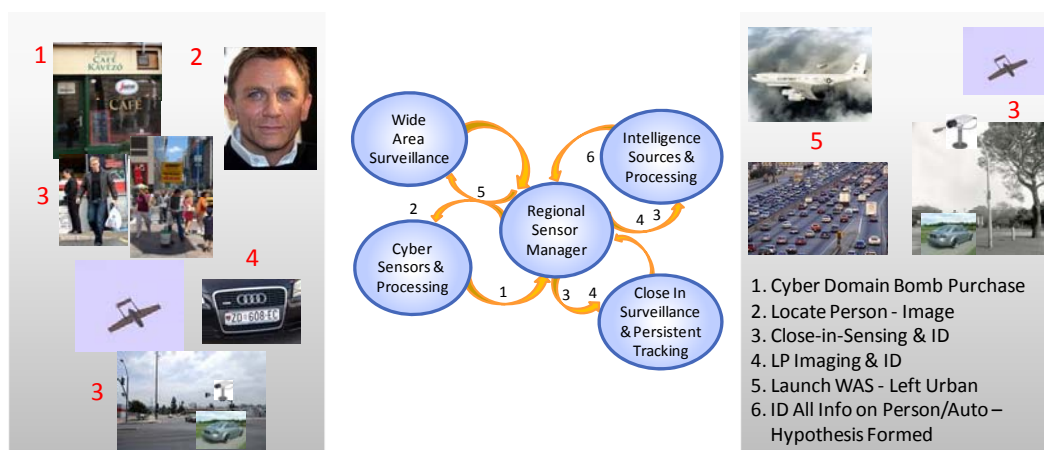 1
2
CAFÉ
KÁVÉZÓ
CAFÉ
3
4
ZO 608-EC
3
Wide
Area
Surveillance
Intelligence
Sources &
Processing
Regional
Sensor
Manager
Cyber
Sensors &
Processing
Close In
Surveillance
& Persistent
Tracking
5
2
1
6
4
3
3
4
3
5
1. Cyber Domain Bomb Purchase
2. Locate Person - Image
3. Close-in-Sensing & ID
4. LP Imaging & ID
5. Launch WAS - Left Urban
6. ID All Info on Person/Auto –
Hypothesis Formed